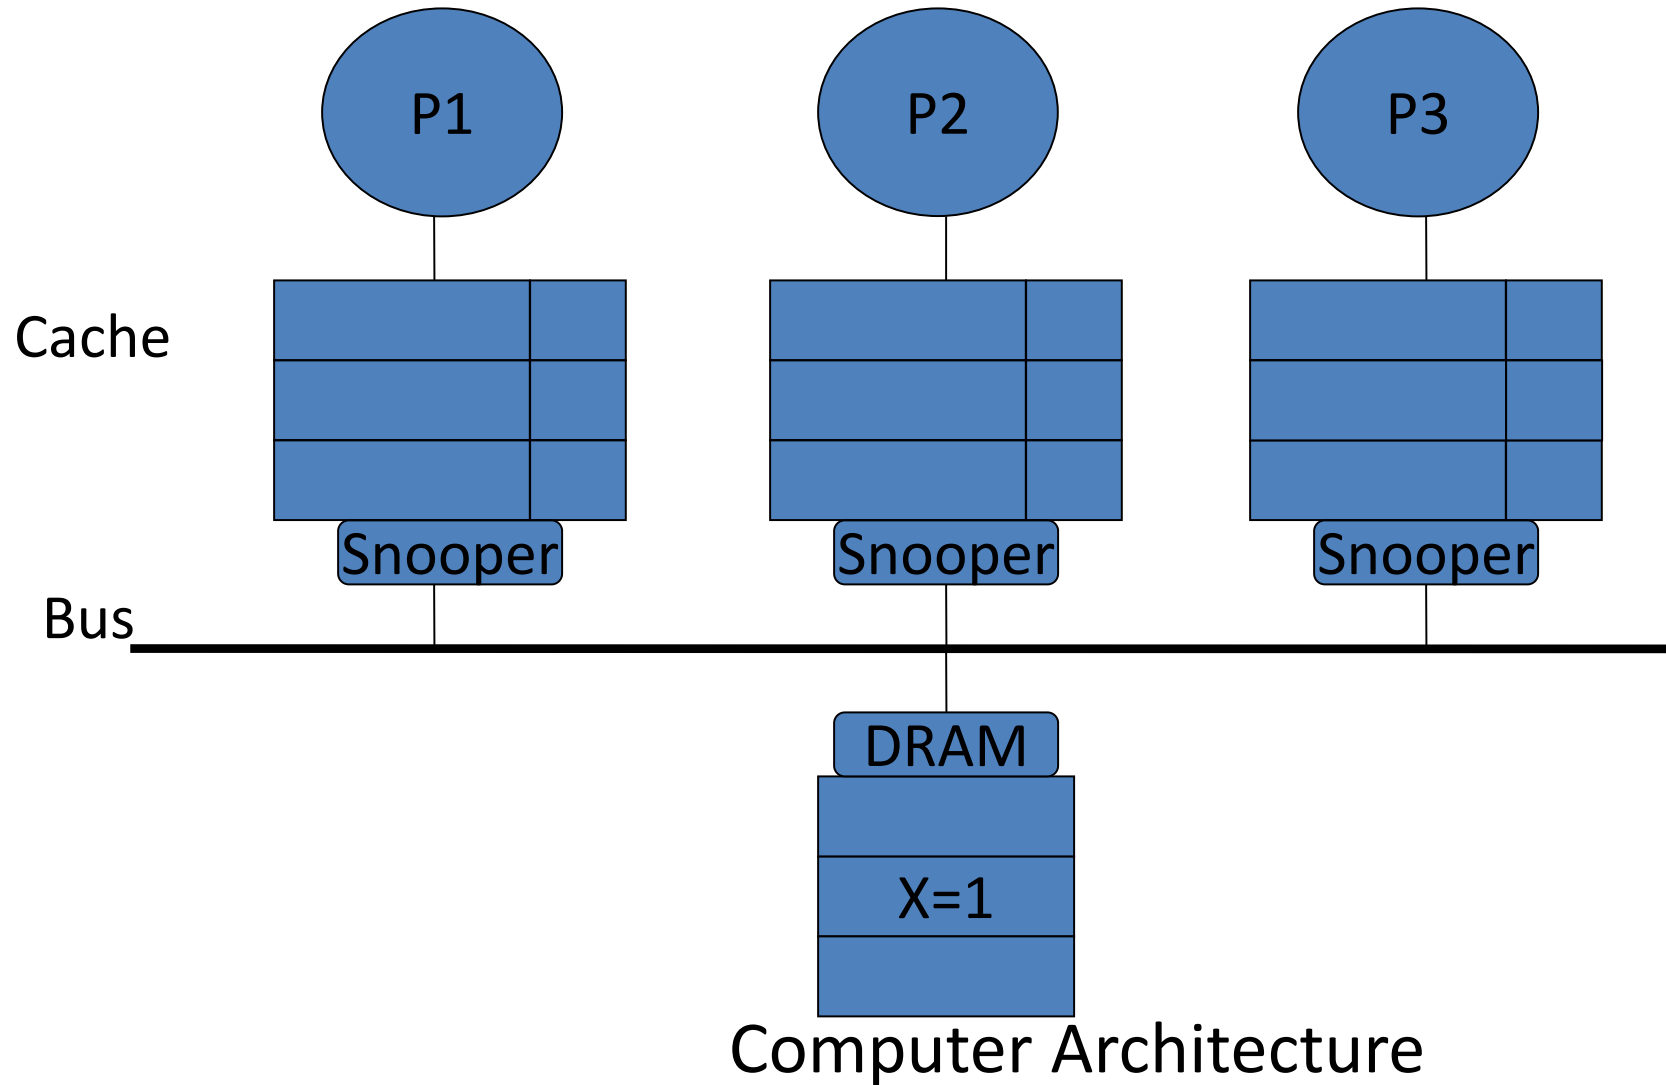 P1
P2
P3
Cache
Snooper
Snooper
Snooper
Bus
DRAM
X=1
Computer Architecture